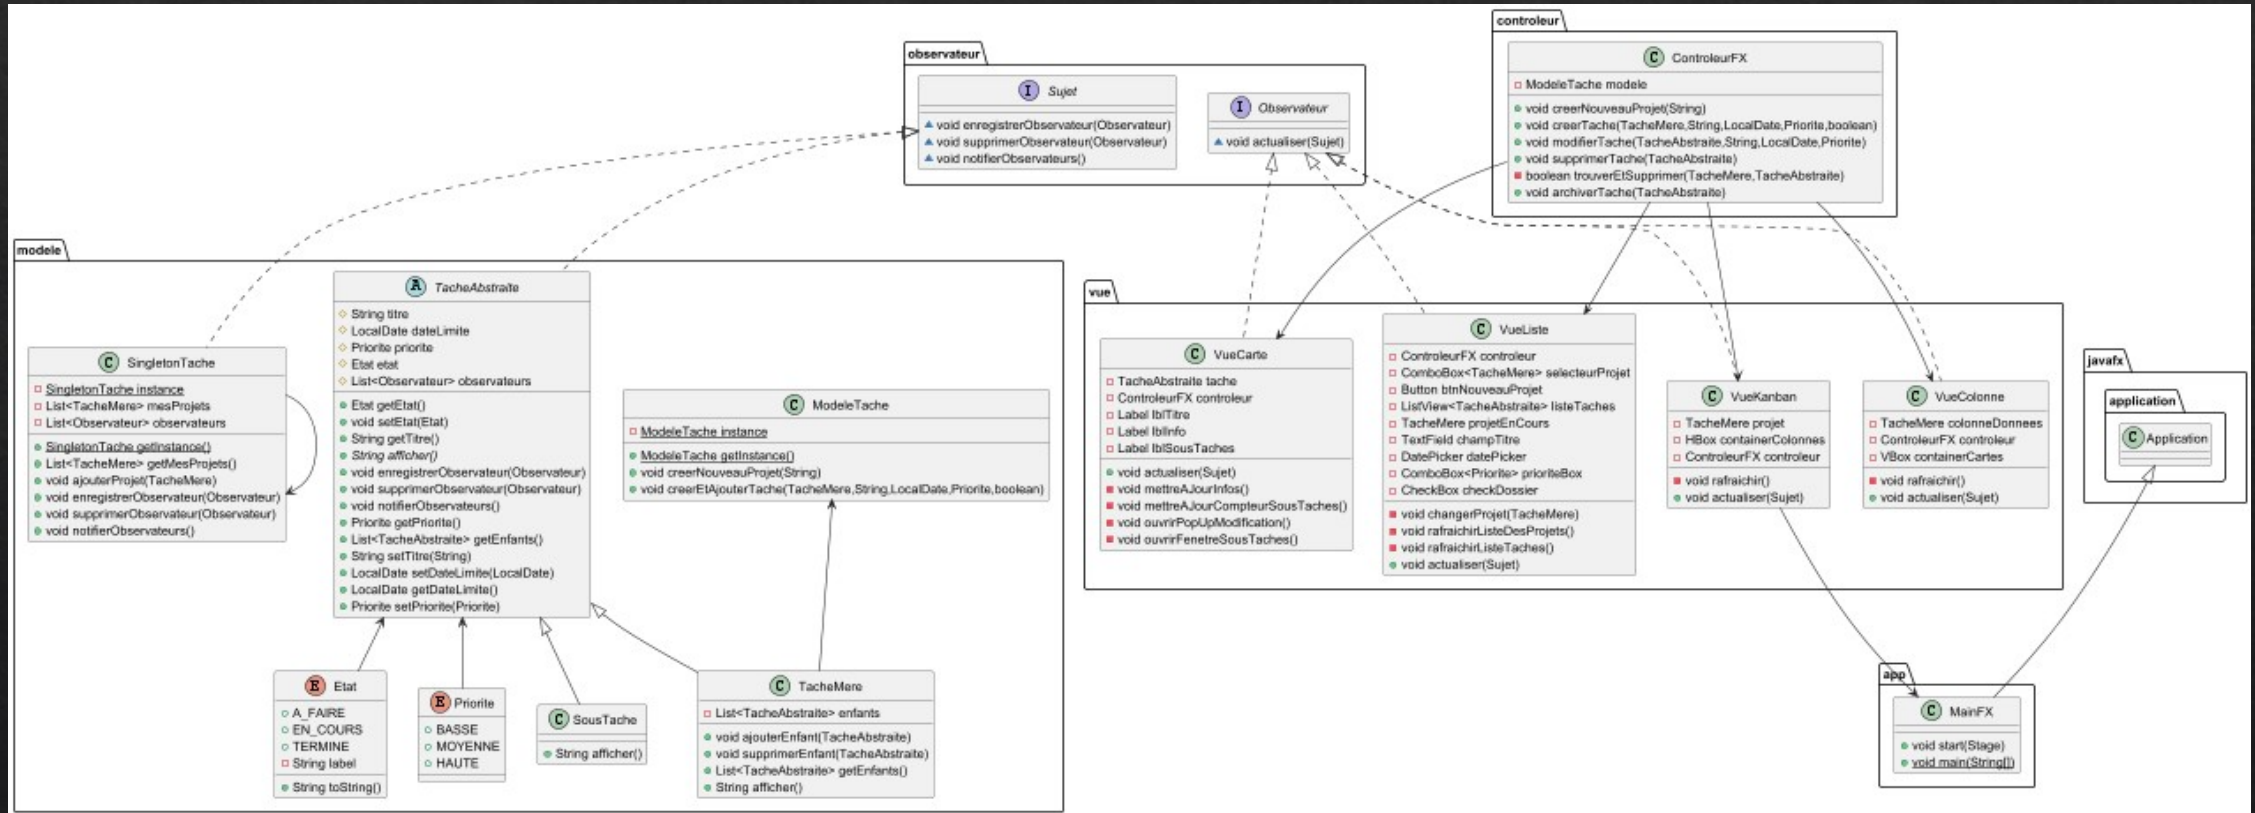 observateur
I Sujet
void enregistrerObservateur(Observateur)
void supprimerObservateur(Observateur)
void notifierObservateurs()
I Observateur
void actualiser(Sujet)
controleur
C ControleurFX
ModeleTache modele
void creerNouveauProjet(String)
void creerTache(TacheMere,String,LocalDate,Priorite,boolean)
void modifierTache(TacheAbstraite,String,LocalDate,Priorite)
void supprimerTache(TacheAbstraite)
boolean trouverEtSupprimer(TacheMere,TacheAbstraite)
void archiverTache(TacheAbstraite)
modele
C SingletonTache
SingletonTache instance
List<TacheMere> mesProjets
List<Observateur> observateurs
SingletonTache getInstance()
List<TacheMere> getMesProjets()
void ajouterProjet(TacheMere)
void enregistrerObservateur(Observateur)
void supprimerObservateur(Observateur)
void notifierObservateurs()
A TacheAbstraite
String titre
LocalDate dateLimite
Priorite priorite
Etat etat
List<Observateur> observateurs
Etat getEtat()
void setEtat(Etat)
String getTitre()
String afficher()
void enregistrerObservateur(Observateur)
void supprimerObservateur(Observateur)
void notifierObservateurs()
Priorite getPriorite()
List<TacheAbstraite> getEnfants()
String setTitre(String)
LocalDate setDateLimite(LocalDate)
LocalDate getDateLimite()
Priorite setPriorite(Priorite)
C ModeleTache
ModeleTache instance
ModeleTache getInstance()
void creerNouveauProjet(String)
void creerEtAjouterTache(TacheMere,String,LocalDate,Priorite,boolean)
E Etat
A_FAIRE
EN_COURS
TERMINE
String label
String toString()
E Priorite
BASSE
MOYENNE
HAUTE
C SousTache
String afficher()
C TacheMere
List<TacheAbstraite> enfants
void ajouterEnfant(TacheAbstraite)
void supprimerEnfant(TacheAbstraite)
List<TacheAbstraite> getEnfants()
String afficher()
vue
C VueCarte
TacheAbstraite tache
ControleurFX controleur
Label lblTitre
Label lblInfo
Label lblSousTaches
void actualiser(Sujet)
void mettreAJourInfos()
void mettreAJourCompteurSousTaches()
void ouvrirPopUpModification()
void ouvrirFenetreSousTaches()
C VueListe
ControleurFX controleur
ComboBox<TacheMere> selecteurProjet
Button btnNouveauProjet
ListView<TacheAbstraite> listeTaches
TacheMere projetEnCours
TextField champTitre
DatePicker datePicker
ComboBox<Priorite> prioriteBox
CheckBox checkDossier
void changerProjet(TacheMere)
void rafraichirListeDesProjets()
void rafraichirListeTaches()
void actualiser(Sujet)
C VueKanban
TacheMere projet
HBox containerColonnes
ControleurFX controleur
void rafraichir()
void actualiser(Sujet)
C VueColonne
TacheMere colonneDonnees
ControleurFX controleur
VBox containerCartes
void rafraichir()
void actualiser(Sujet)
javafx
application
C Application
app
C MainFX
void start(Stage)
void main(String[])